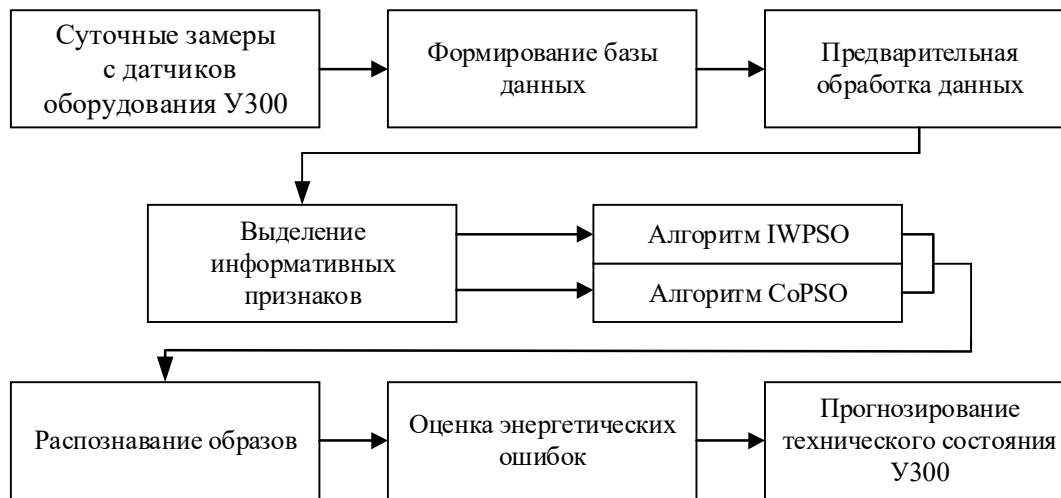 Суточные замеры
с датчиков
оборудования У300
Формирование базы
данных
Предварительная
обработка данных
Выделение
информативных
признаков
Алгоритм IWPSO
Алгоритм CoPSO
Распознавание образов
Оценка энергетических
ошибок
Прогнозирование
технического состояния
У300